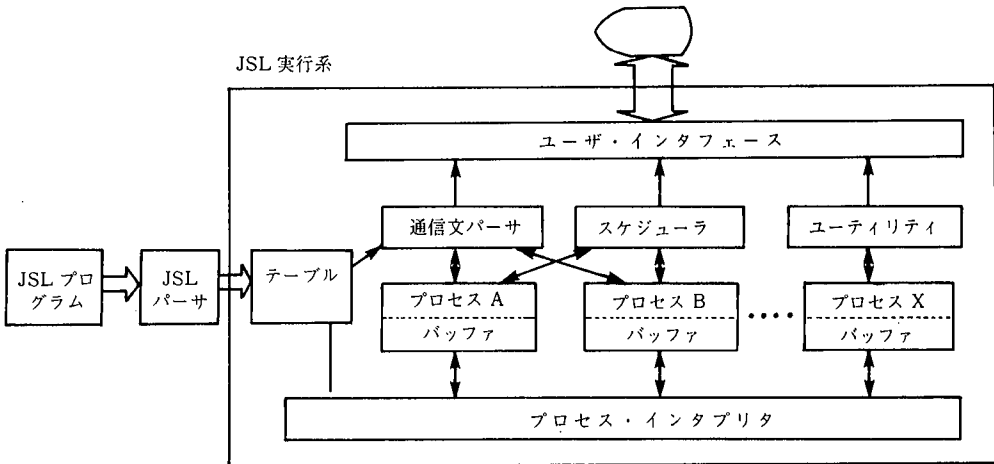 JSL 実行系
ユーザ・インタフェース
通信文パーサ
スケジューラ
ユーティリティ
JSL プロ
グラム
JSL
パーサ
テーブル
プロセス A
バッファ
プロセス B
バッファ
プロセス X
バッファ
プロセス・インタプリタ